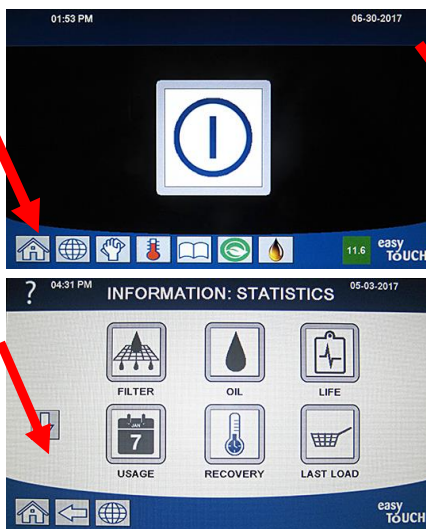 01:53 PM
06-30-2017
11.6
easy
TOUCH
?
04:31 PM
INFORMATION: STATISTICS
05-03-2017
FILTER
OIL
LIFE
JAN
7
USAGE
RECOVERY
LAST LOAD
easy
TOUCH